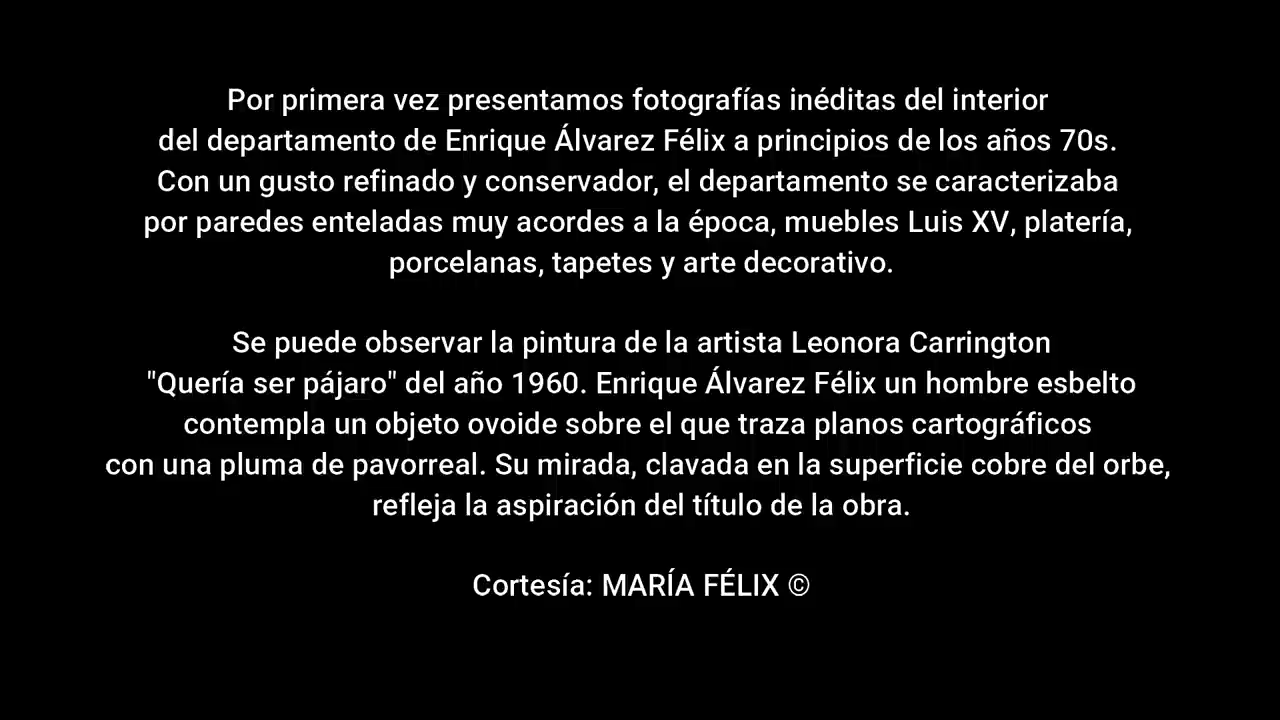 Por primera vez presentamos fotografías inéditas del interior
del departamento de Enrique Álvarez Félix a principios de los años 70s.
Con un gusto refinado y conservador, el departamento se caracterizaba
por paredes enteladas muy acordes a la época, muebles Luis XV, platería,
porcelanas, tapetes y arte decorativo.
Se puede observar la pintura de la artista Leonora Carrington
"Quería ser pájaro" del año 1960. Enrique Álvarez Félix un hombre esbelto
contempla un objeto ovoide sobre el que traza planos cartográficos
con una pluma de pavorreal. Su mirada, clavada en la superficie cobre del orbe,
refleja la aspiración del título de la obra.
Cortesía: MARÍA FÉLIX ©